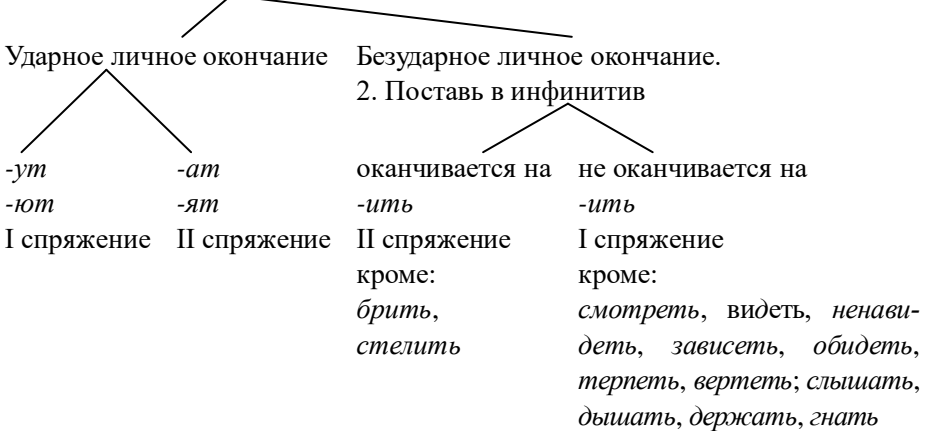 Ударное личное окончание
Безударное личное окончание.
2. Поставь в инфинитив
-ут
-ют
I спряжение
-ат
-ят
II спряжение
оканчивается на
-ить
II спряжение
кроме:
брить,
стелить
не оканчивается на
-ить
I спряжение
кроме:
смотреть, видеть, ненави-
деть, зависеть, обидеть,
терпеть, вертеть; слышать,
дышать, держать, гнать